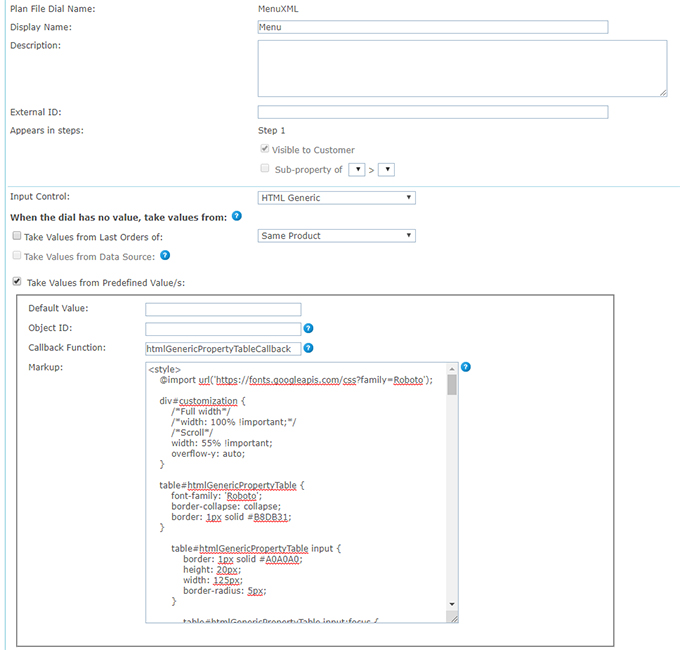 Plan File Dial Name: MenuXML
Display Name: Menu
Description:
External ID:
Appears in steps: Step 1
Visible to Customer
Sub-property of >
Input Control: HTML Generic
When the dial has no value, take values from: ?
Take Values from Last Orders of: Same Product
Take Values from Data Source: ?
Take Values from Predefined Value/s:
Default Value:
Object ID: ?
Callback Function: htmlGenericPropertyTableCallback ?
Markup: ?
<style>
@import url('https://fonts.googleapis.com/css?family=Roboto');
div#customization {
/*Full width*/
/*width: 100% !important;*/
/*Scroll*/
width: 55% !important;
overflow-y: auto;
}
table#htmlGenericPropertyTable {
font-family: 'Roboto';
border-collapse: collapse;
border: 1px solid #B8DB31;
}
table#htmlGenericPropertyTable input {
border: 1px solid #A0A0A0;
height: 20px;
width: 125px;
border-radius: 5px;
}
table#htmlGenericPropertyTable input:focus {